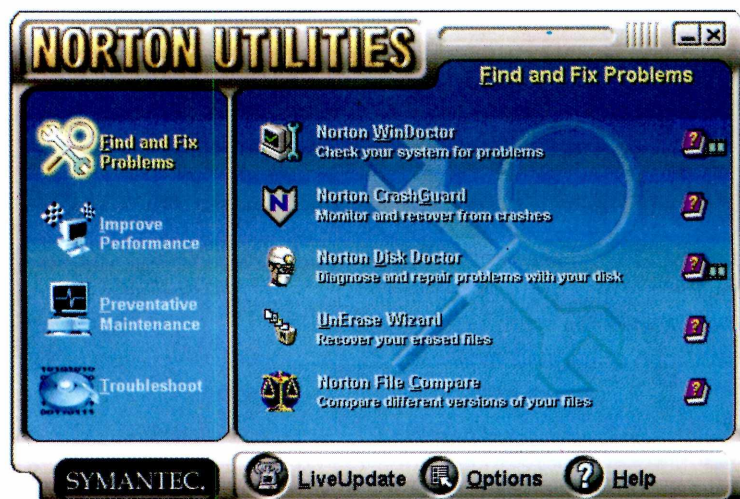 NORTON UTILITIES
Find and Fix Problems
Find and Fix
Problems
Improve
Performance
Preventative
Maintenance
Troubleshoot
Norton WinDoctor
Check your system for problems
Norton CrashGuard
Monitor and recover from crashes
Norton Disk Doctor
Diagnose and repair problems with your disk
UnErase Wizard
Recover your erased files
Norton File Compare
Compare different versions of your files
SYMANTEC.
LiveUpdate
Options
Help